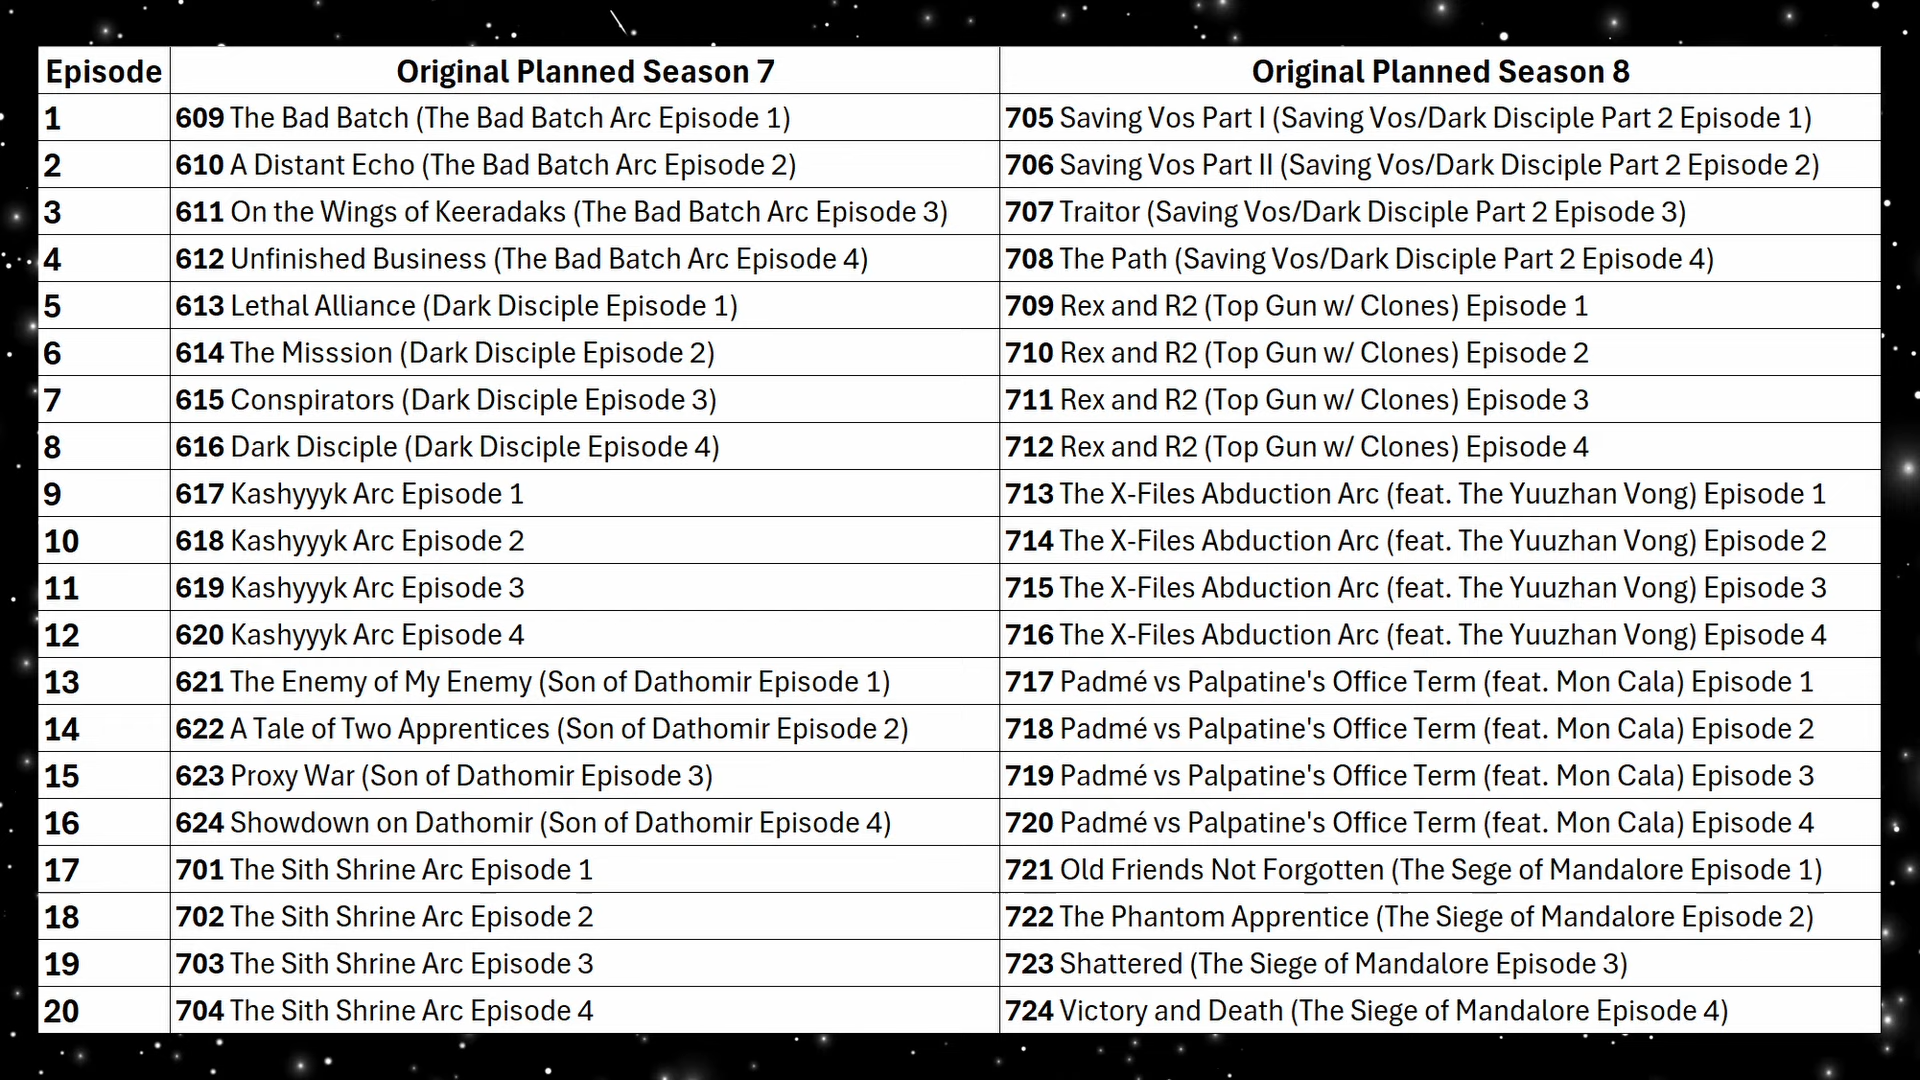 Episode Original Planned Season 7 Original Planned Season 8
1 609 The Bad Batch (The Bad Batch Arc Episode 1) 705 Saving Vos Part I (Saving Vos/Dark Disciple Part 2 Episode 1)
2 610 A Distant Echo (The Bad Batch Arc Episode 2) 706 Saving Vos Part II (Saving Vos/Dark Disciple Part 2 Episode 2)
3 611 On the Wings of Keeradaks (The Bad Batch Arc Episode 3) 707 Traitor (Saving Vos/Dark Disciple Part 2 Episode 3)
4 612 Unfinished Business (The Bad Batch Arc Episode 4) 708 The Path (Saving Vos/Dark Disciple Part 2 Episode 4)
5 613 Lethal Alliance (Dark Disciple Episode 1) 709 Rex and R2 (Top Gun w/ Clones) Episode 1
6 614 The Misssion (Dark Disciple Episode 2) 710 Rex and R2 (Top Gun w/ Clones) Episode 2
7 615 Conspirators (Dark Disciple Episode 3) 711 Rex and R2 (Top Gun w/ Clones) Episode 3
8 616 Dark Disciple (Dark Disciple Episode 4) 712 Rex and R2 (Top Gun w/ Clones) Episode 4
9 617 Kashyyyk Arc Episode 1 713 The X-Files Abduction Arc (feat. The Yuuzhan Vong) Episode 1
10 618 Kashyyyk Arc Episode 2 714 The X-Files Abduction Arc (feat. The Yuuzhan Vong) Episode 2
11 619 Kashyyyk Arc Episode 3 715 The X-Files Abduction Arc (feat. The Yuuzhan Vong) Episode 3
12 620 Kashyyyk Arc Episode 4 716 The X-Files Abduction Arc (feat. The Yuuzhan Vong) Episode 4
13 621 The Enemy of My Enemy (Son of Dathomir Episode 1) 717 Padmé vs Palpatine's Office Term (feat. Mon Cala) Episode 1
14 622 A Tale of Two Apprentices (Son of Dathomir Episode 2) 718 Padmé vs Palpatine's Office Term (feat. Mon Cala) Episode 2
15 623 Proxy War (Son of Dathomir Episode 3) 719 Padmé vs Palpatine's Office Term (feat. Mon Cala) Episode 3
16 624 Showdown on Dathomir (Son of Dathomir Episode 4) 720 Padmé vs Palpatine's Office Term (feat. Mon Cala) Episode 4
17 701 The Sith Shrine Arc Episode 1 721 Old Friends Not Forgotten (The Sege of Mandalore Episode 1)
18 702 The Sith Shrine Arc Episode 2 722 The Phantom Apprentice (The Siege of Mandalore Episode 2)
19 703 The Sith Shrine Arc Episode 3 723 Shattered (The Siege of Mandalore Episode 3)
20 704 The Sith Shrine Arc Episode 4 724 Victory and Death (The Siege of Mandalore Episode 4)